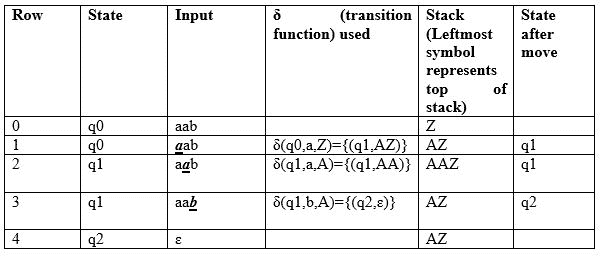 Row State Input δ (transition function) used Stack (Leftmost symbol represents top of stack) State after move
0 q0 aab Z
1 q0 aab δ(q0,a,Z)={(q1,AZ)} AZ q1
2 q1 aab δ(q1,a,A)={(q1,AA)} AAZ q1
3 q1 aab δ(q1,b,A)={(q2,ε)} AZ q2
4 q2 ε AZ